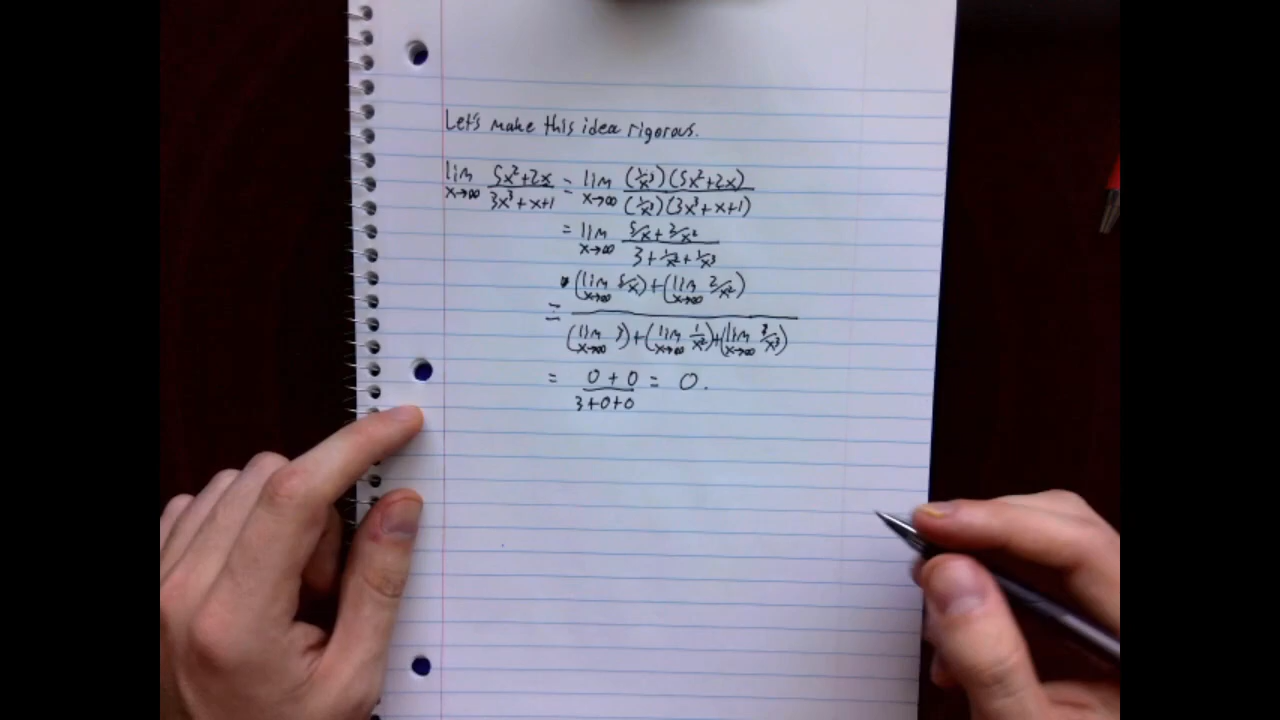 Let's make this idea rigorous.
lim x→∞ (5x²+2x)/(3x³+x+1) = lim x→∞ ((1/x³)(5x²+2x))/((1/x³)(3x³+x+1))
= lim x→∞ (5/x+2/x²)/(3+1/x²+1/x³)
= ((lim x→∞ 5/x)+(lim x→∞ 2/x²))/((lim x→∞ 3)+(lim x→∞ 1/x²)+(lim x→∞ 3/x³))
= (0+0)/(3+0+0) = 0.